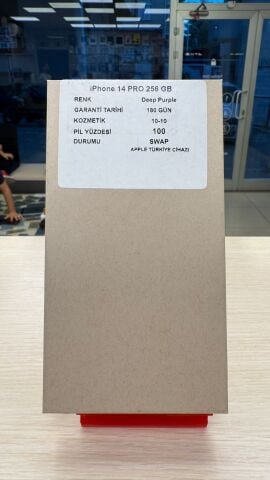 iPhone 14 PRO 256 GB
RENK Deep Purple
GARANTİ TARİHİ 180 GÜN
KOZMETİK 10-10
PİL YÜZDESİ 100
DURUMU SWAP
APPLE TÜRKİYE CİHAZI